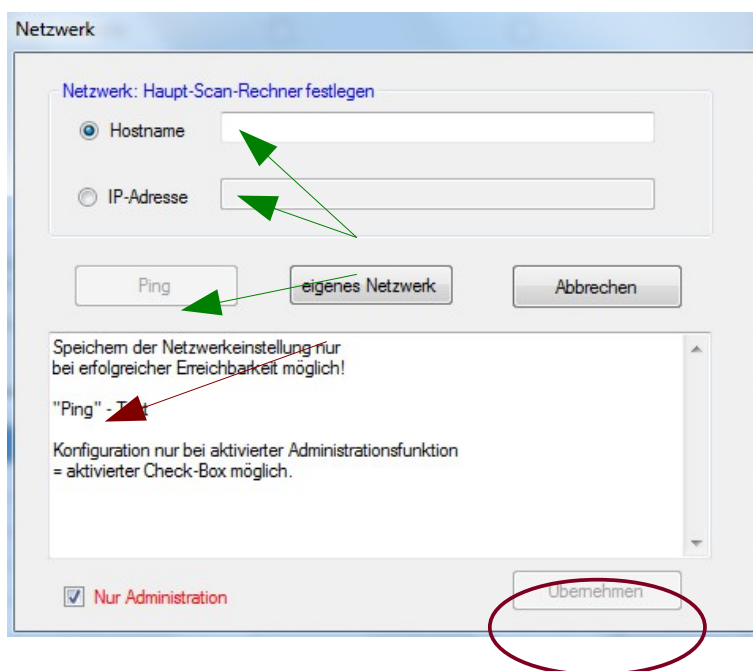 Netzwerk
Netzwerk: Haupt-Scan-Rechner festlegen
Hostname
IP-Adresse
Ping eigenes Netzwerk Abbrechen
Speichern der Netzwerkeinstellung nur
bei erfolgreicher Erreichbarkeit möglich!
"Ping" - Text
Konfiguration nur bei aktivierter Administrationsfunktion
= aktivierter Check-Box möglich.
Nur Administration Übernehmen